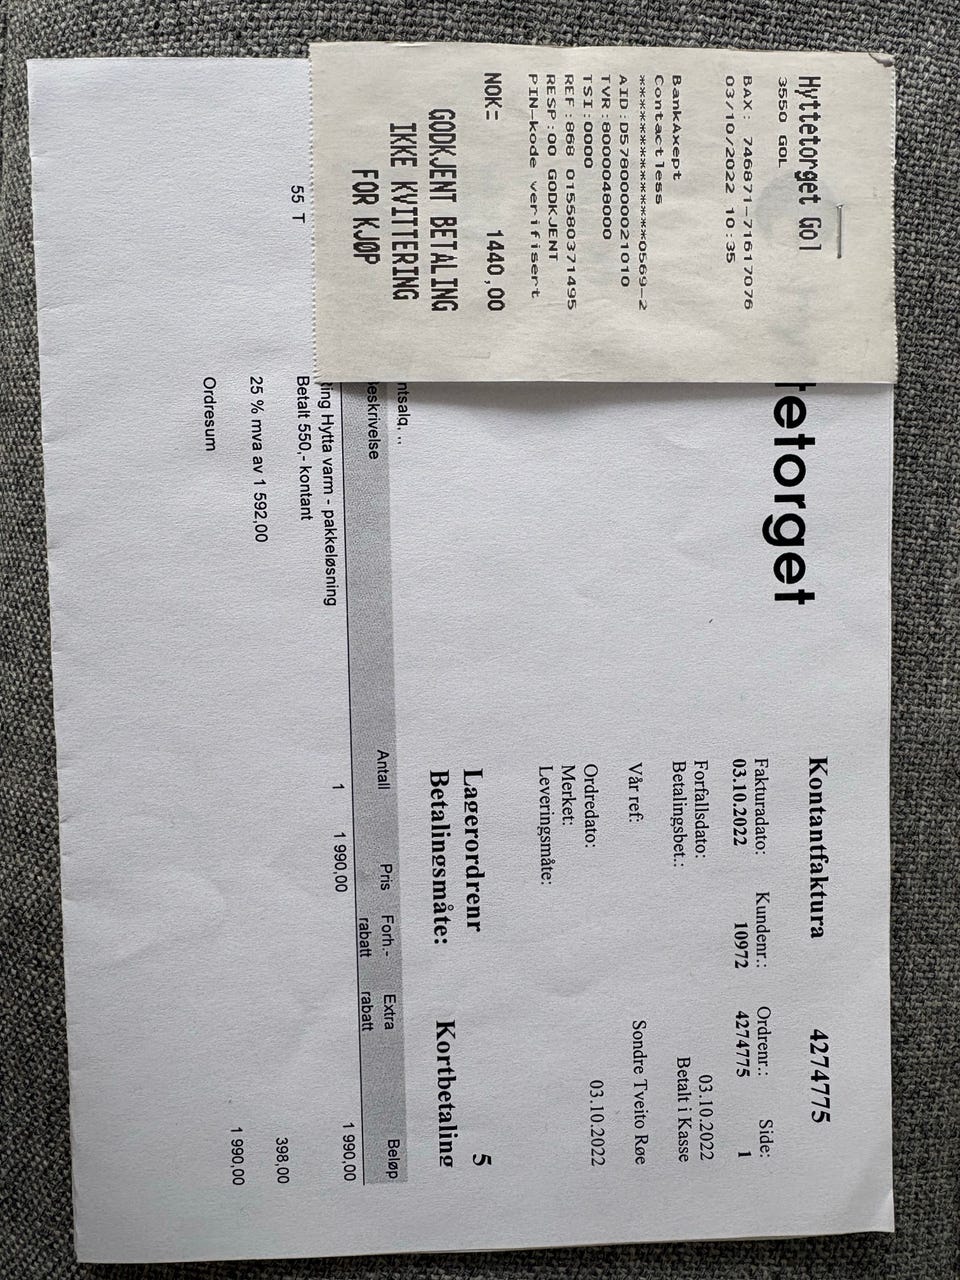 Hyttetorget Gol
3550 GOL
BAX: 746871-71617076
03/10/2022 10:35
BankAxept
Contactless
************0569-2
AID:D5780000021010
TVR:8000048000
TSI:0000
REF:868 015580371495
RESP:00 GODKJENT
PIN-kode verifisert
NOK= 1440,00
GODKJENT BETALING
IKKE KVITTERING
FOR KJØP
etorget
Kontantfaktura 4274775
Fakturadato: Kundenr.: Ordrenr.: Side:
03.10.2022 10972 4274775 1
Forfallsdato: 03.10.2022
Betalingsbet.: Betalt i Kasse
Vår ref: Sondre Tveito Røe
Ordredato: 03.10.2022
Merket:
Leveringsmåte:
Lagerordrenr 5
Betalingsmåte: Kortbetaling
ntsalg, ..
eskrivelse Antall Pris Forh.- rabatt Extra rabatt Beløp
ing Hytta varm - pakkeløsning 1 1 990,00 1 990,00
55 T Betalt 550,- kontant
25 % mva av 1 592,00 398,00
Ordresum 1 990,00